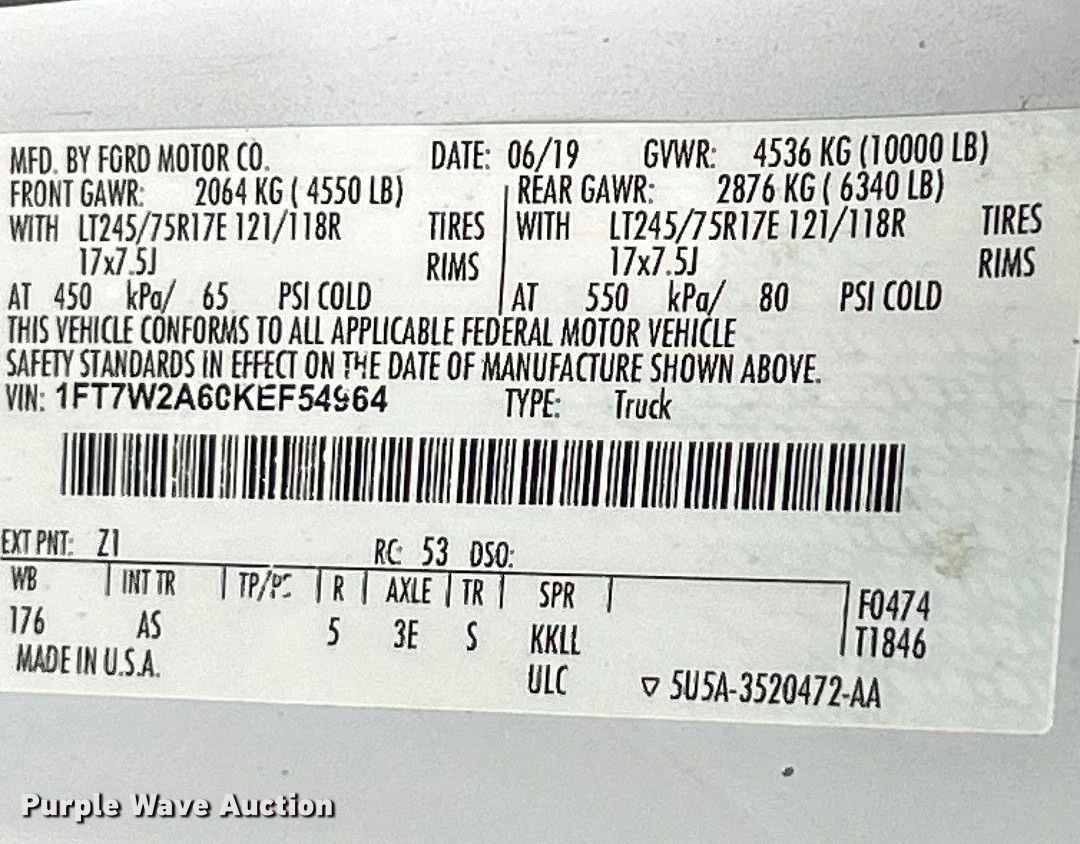 MFD. BY FORD MOTOR CO. DATE: 06/19 GVWR: 4536 KG (10000 LB)
FRONT GAWR: 2064 KG ( 4550 LB) REAR GAWR: 2876 KG ( 6340 LB)
WITH LT245/75R17E 121/118R TIRES WITH LT245/75R17E 121/118R TIRES
17x7.5J RIMS 17x7.5J RIMS
AT 450 kPa/ 65 PSI COLD AT 550 kPa/ 80 PSI COLD
THIS VEHICLE CONFORMS TO ALL APPLICABLE FEDERAL MOTOR VEHICLE
SAFETY STANDARDS IN EFFECT ON THE DATE OF MANUFACTURE SHOWN ABOVE.
VIN: 1FT7W2A60KEF54964 TYPE: Truck
EXT PNT: Z1 RC: 53 DSO:
WB INT TR TP/PS R AXLE TR SPR F0474
176 AS 5 3E S KKLL T1846
MADE IN U.S.A. ULC ▽ 5U5A-3520472-AA
Purple Wave Auction